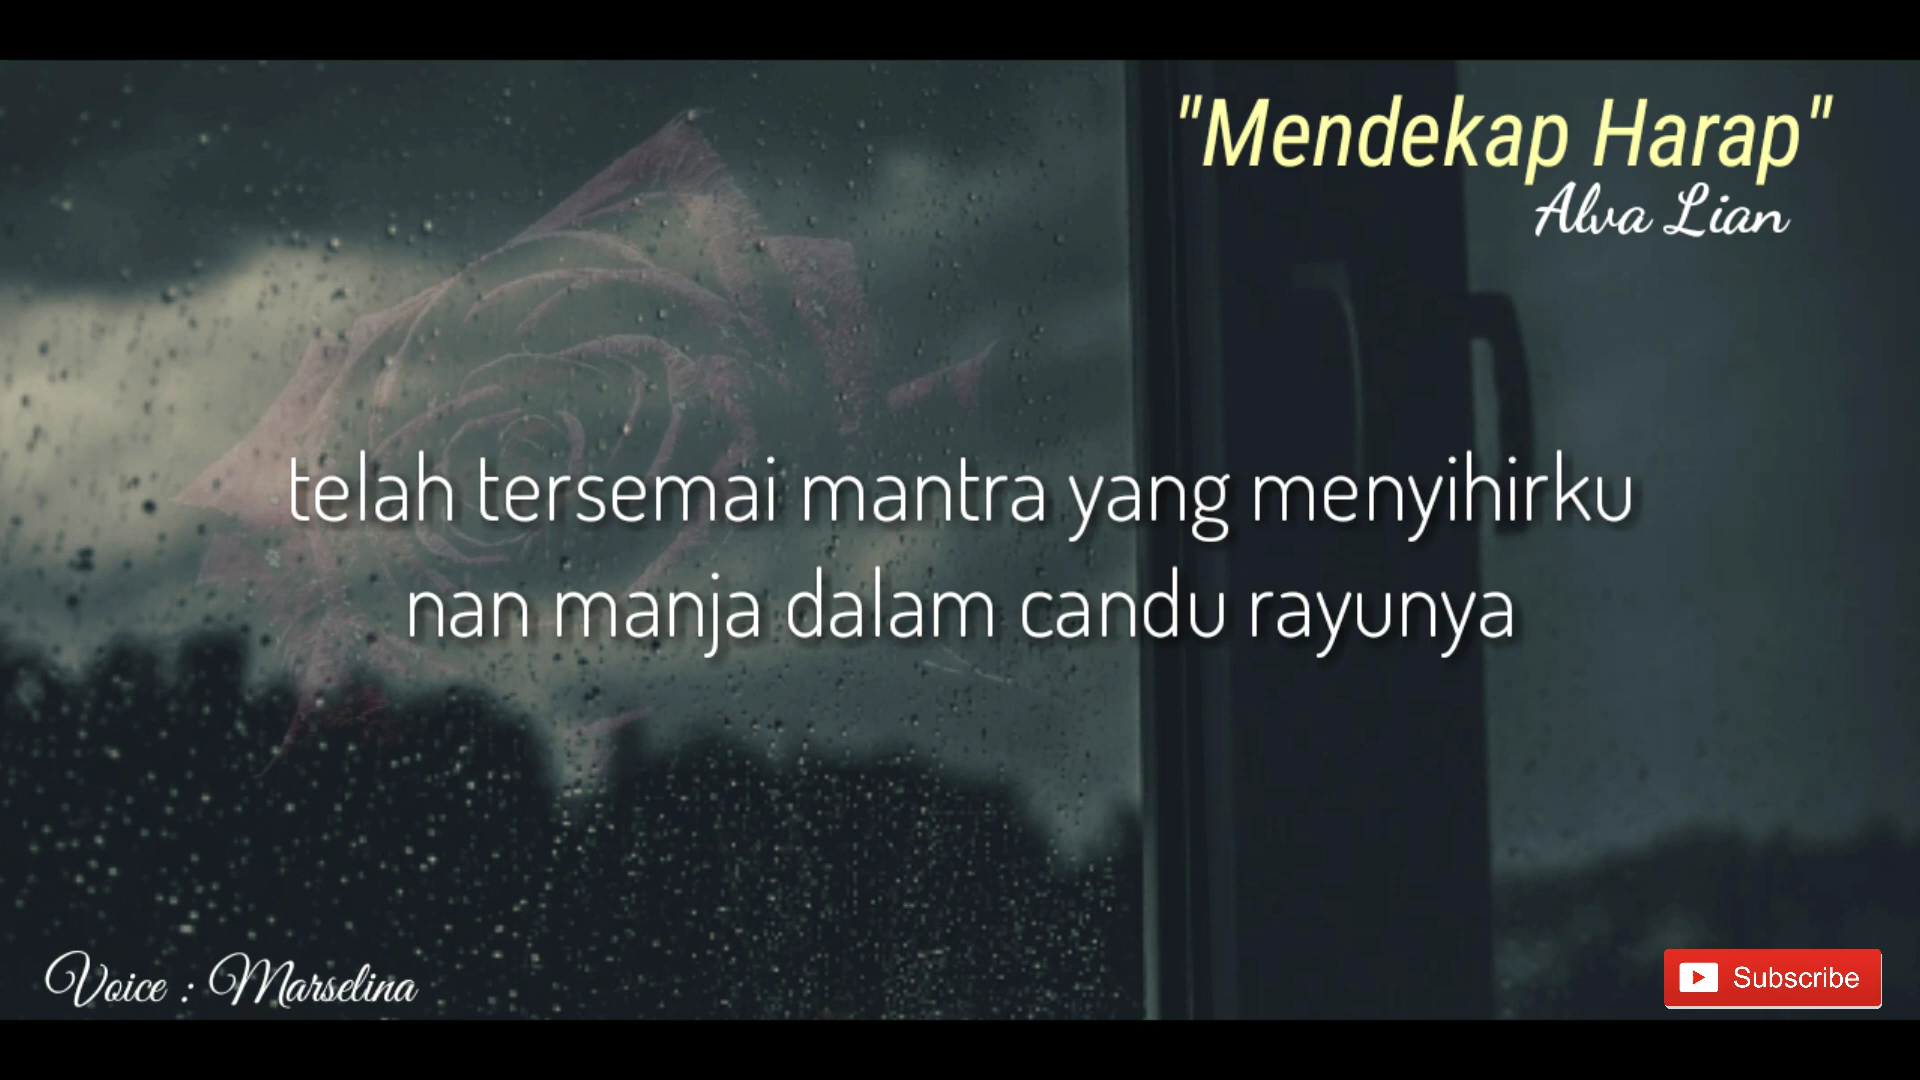 "Mendekap Harap"
Alva Lian
telah tersemai mantra yang menyihirku
nan manja dalam candu rayunya
Voice : Marselina
Subscribe